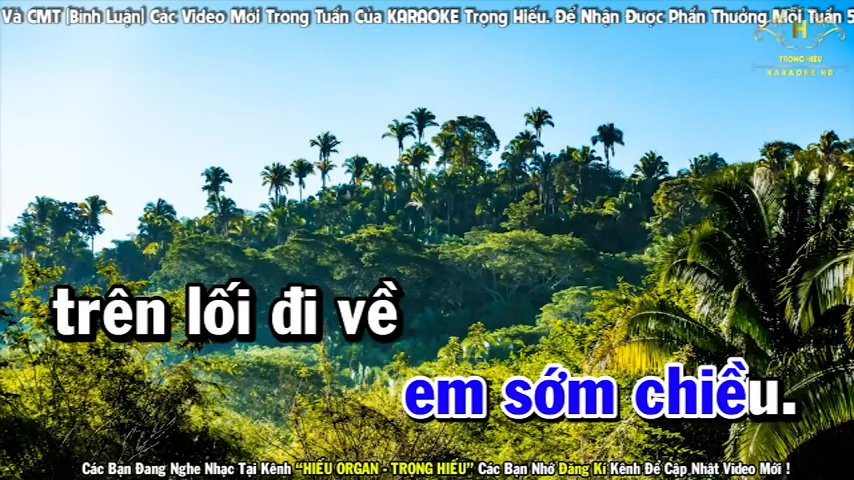 Và CMT (Bình Luận) Các Video Mới Trong Tuần Của KARAOKE Trọng Hiếu. Để Nhận Được Phần Thưởng Mỗi Tuần 5
H
TRỌNG HIẾU
KARAOKE HD
trên lối đi về
em sớm chiều.
Các Bạn Đang Nghe Nhạc Tại Kênh "HIẾU ORGAN - TRỌNG HIẾU" Các Bạn Nhớ Đăng Kí Kênh Để Cập Nhật Video Mới !